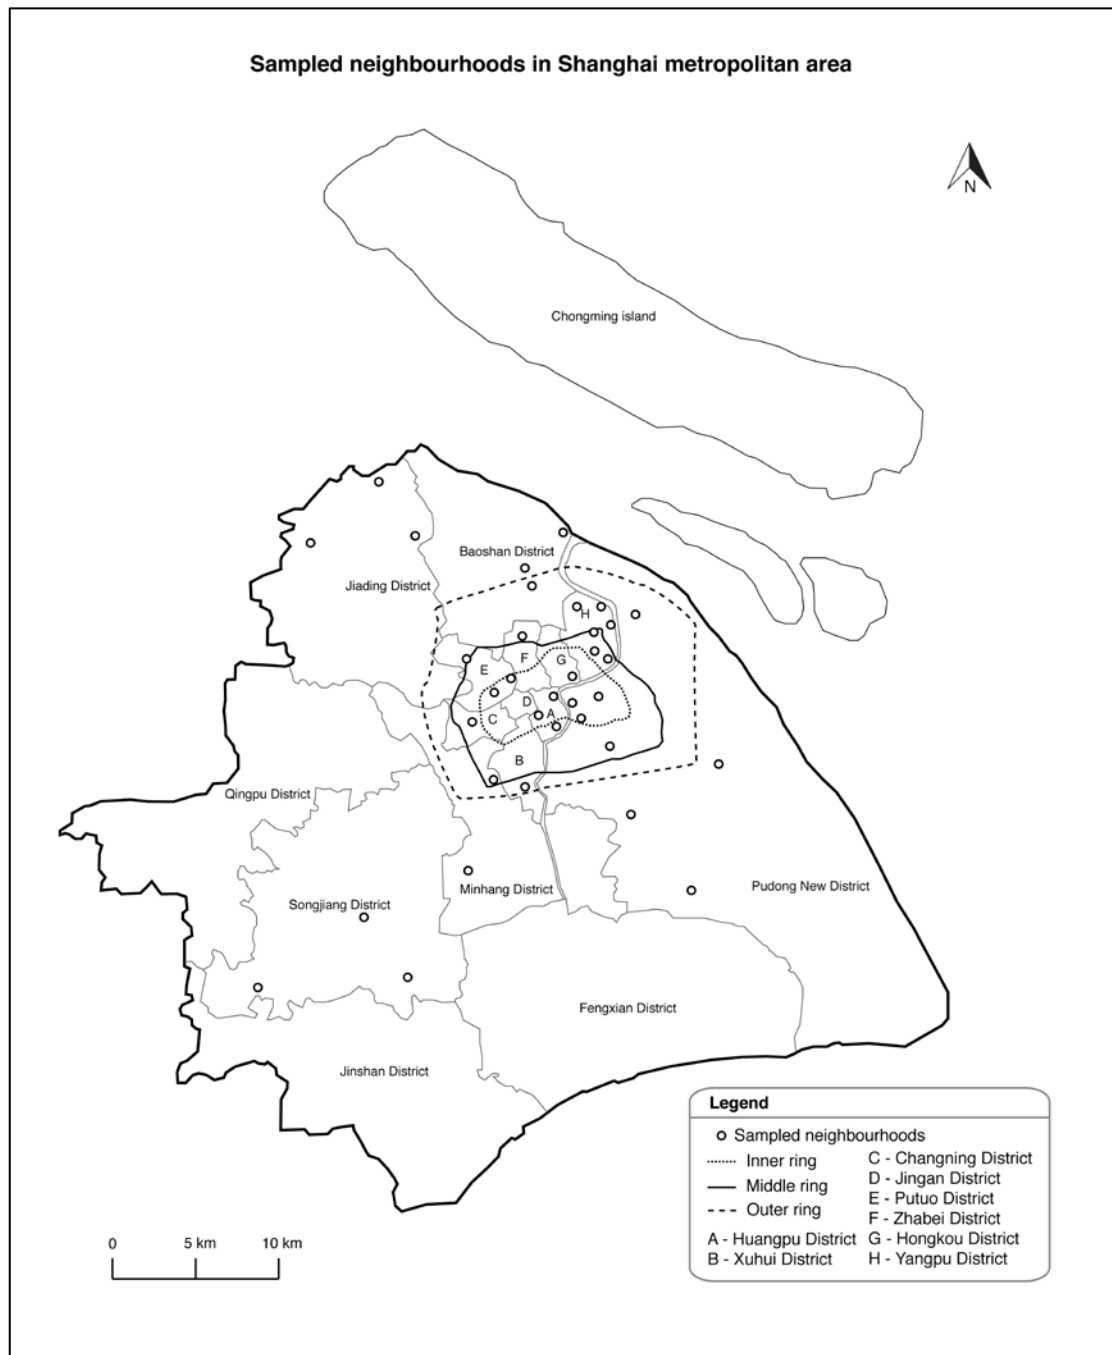 Sampled neighbourhoods in Shanghai metropolitan area
N
Chongming island
Baoshan District
Jiading District
H
E
F
G
D
C
A
B
Qingpu District
Minhang District
Pudong New District
Songjiang District
Fengxian District
Jinshan District
Legend
Sampled neighbourhoods
Inner ring
Middle ring
Outer ring
A - Huangpu District
B - Xuhui District
C - Changning District
D - Jingan District
E - Putuo District
F - Zhabei District
G - Hongkou District
H - Yangpu District
0 5 km 10 km